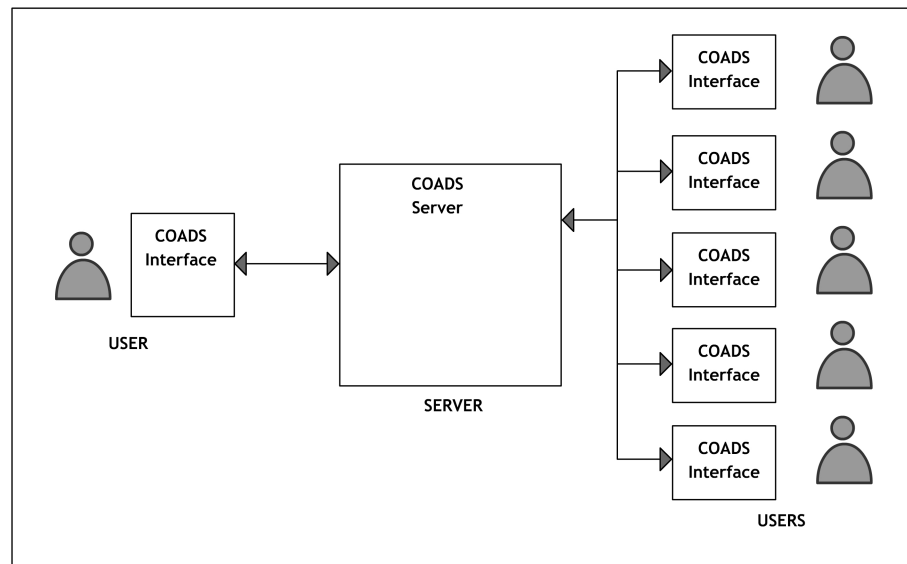 COADS
Interface
USER
COADS
Server
SERVER
COADS
Interface
COADS
Interface
COADS
Interface
COADS
Interface
COADS
Interface
USERS